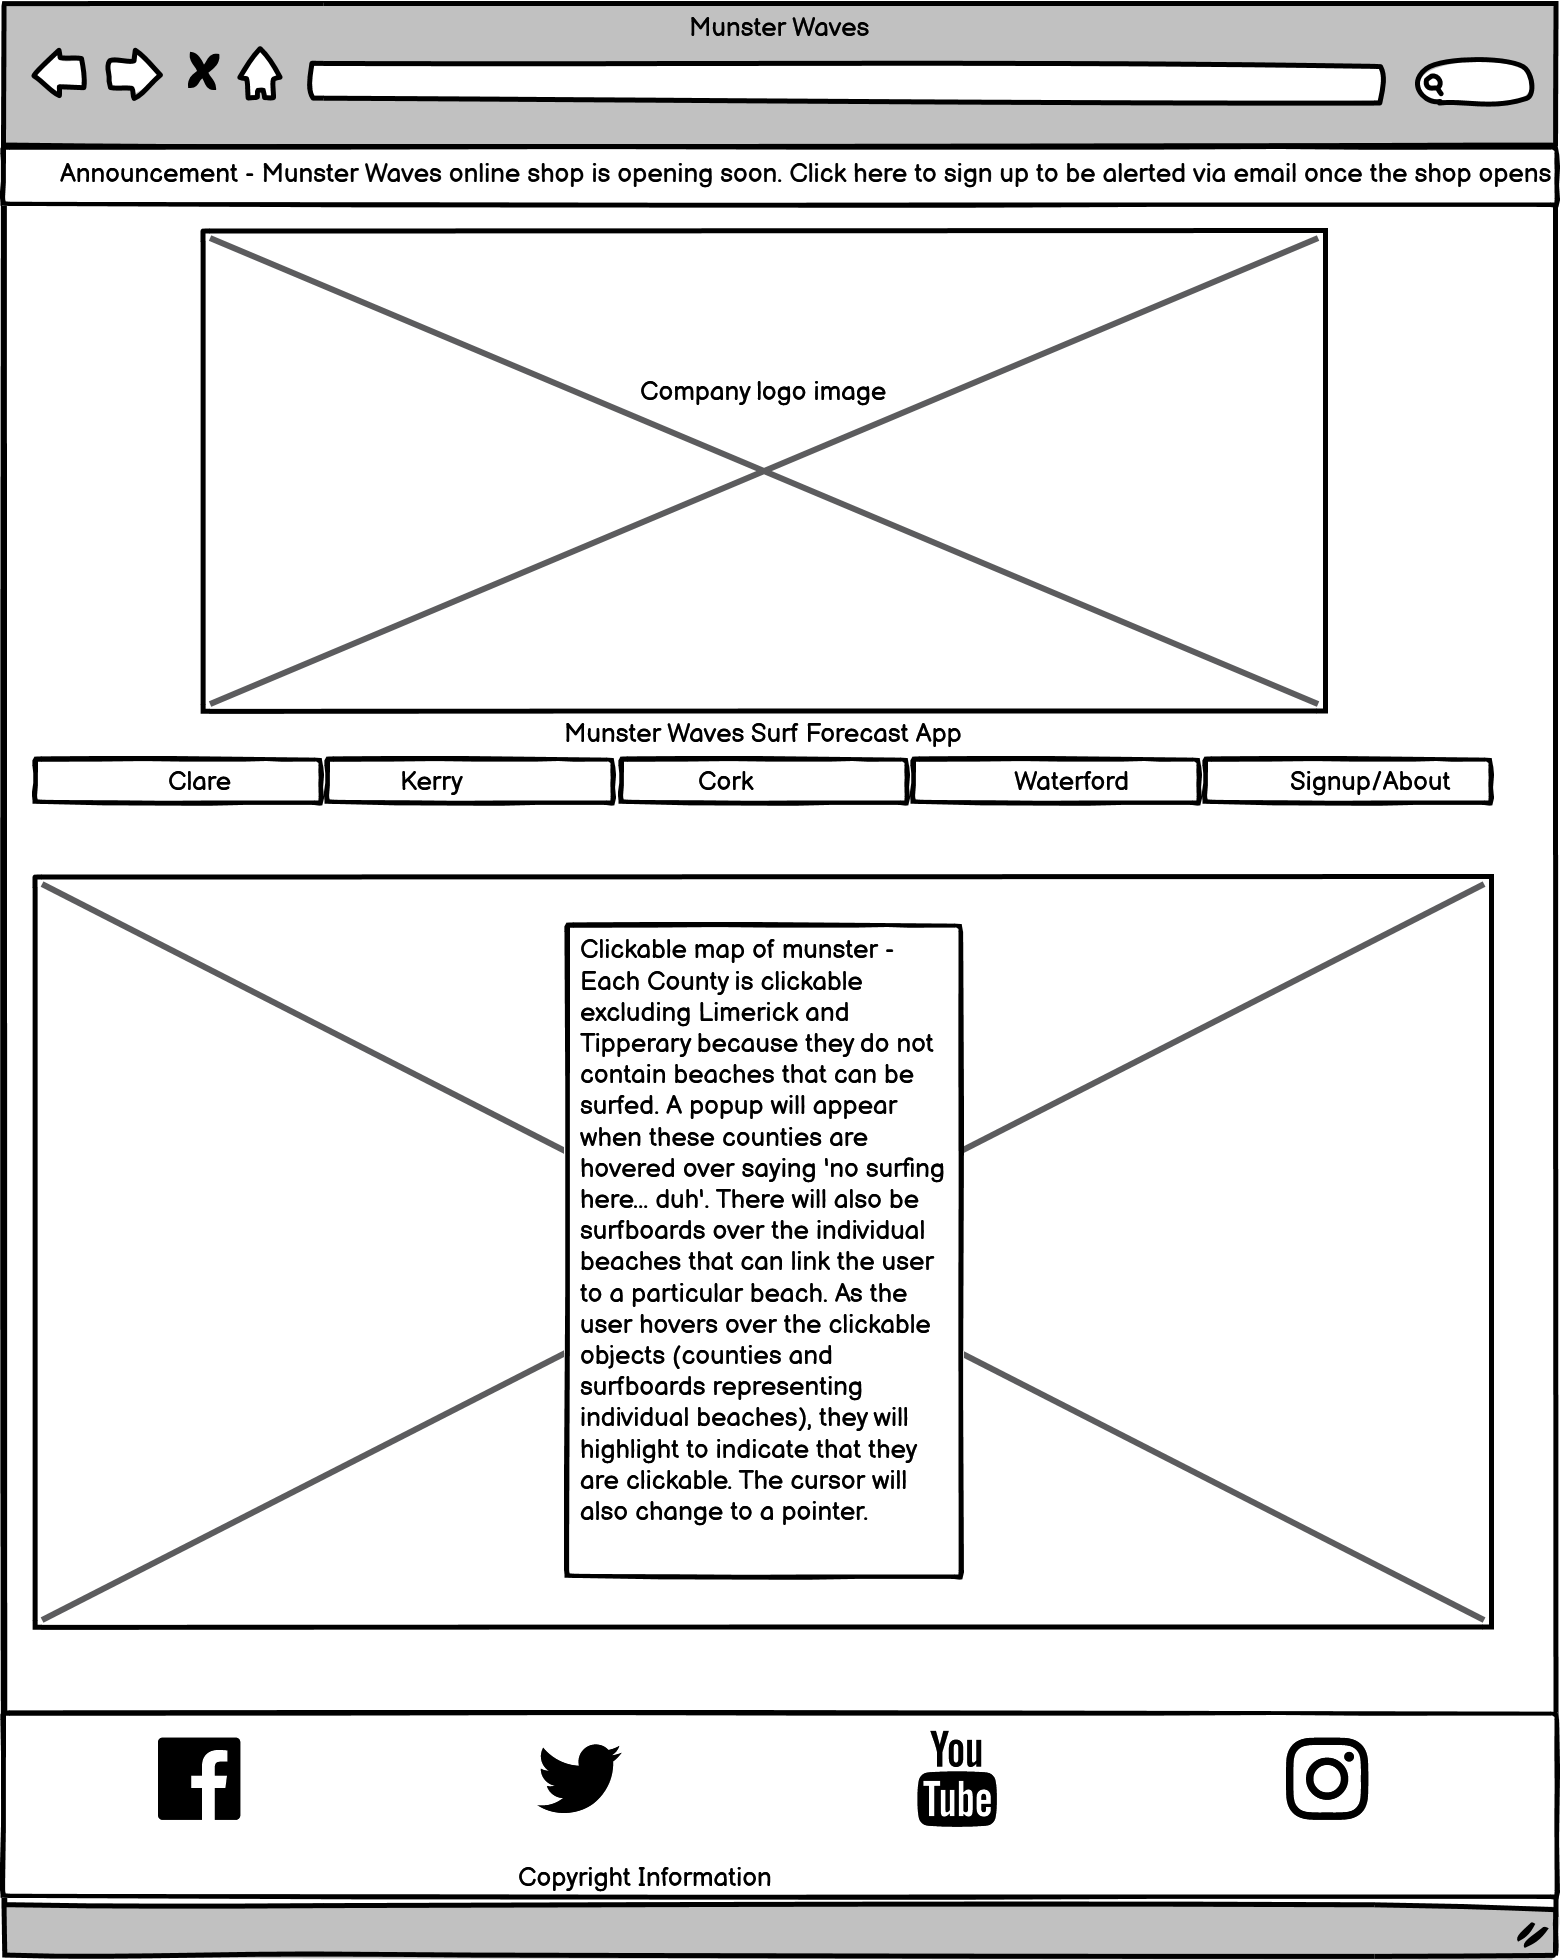 Munster Waves
Announcement - Munster Waves online shop is opening soon. Click here to sign up to be alerted via email once the shop opens
Company logo image
Munster Waves Surf Forecast App
Clare
Kerry
Cork
Waterford
Signup/About
Clickable map of munster -
Each County is clickable
excluding Limerick and
Tipperary because they do not
contain beaches that can be
surfed. A popup will appear
when these counties are
hovered over saying 'no surfing
here... duh'. There will also be
surfboards over the individual
beaches that can link the user
to a particular beach. As the
user hovers over the clickable
objects (counties and
surfboards representing
individual beaches), they will
highlight to indicate that they
are clickable. The cursor will
also change to a pointer.
You
Tube
Copyright Information